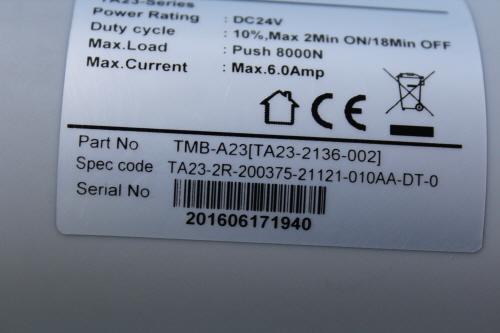 TA23-Series
Power Rating : DC24V
Duty cycle : 10%,Max 2Min ON/18Min OFF
Max.Load : Push 8000N
Max.Current : Max.6.0Amp
CE
Part No TMB-A23[TA23-2136-002]
Spec code TA23-2R-200375-21121-010AA-DT-0
Serial No
201606171940